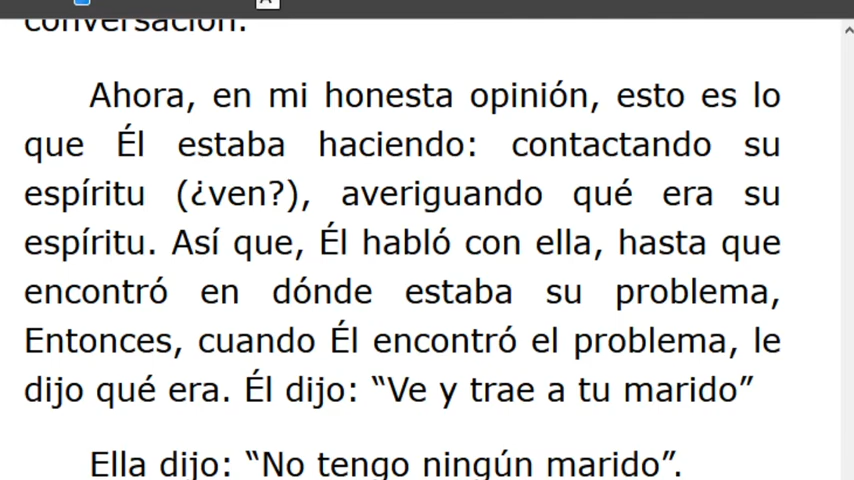 conversación.
Ahora, en mi honesta opinión, esto es lo
que Él estaba haciendo: contactando su
espíritu (¿ven?), averiguando qué era su
espíritu. Así que, Él habló con ella, hasta que
encontró en dónde estaba su problema,
Entonces, cuando Él encontró el problema, le
dijo qué era. Él dijo: “Ve y trae a tu marido”
Ella dijo: “No tengo ningún marido”.